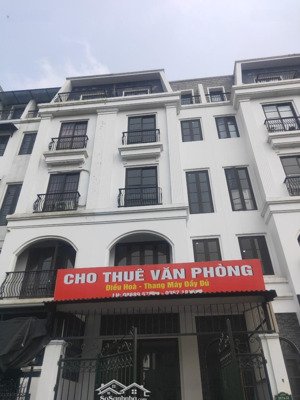 CHO THUÊ VĂN PHÒNG
Điều Hoà - Thang Máy Đầy Đủ
SoSanhNha.com